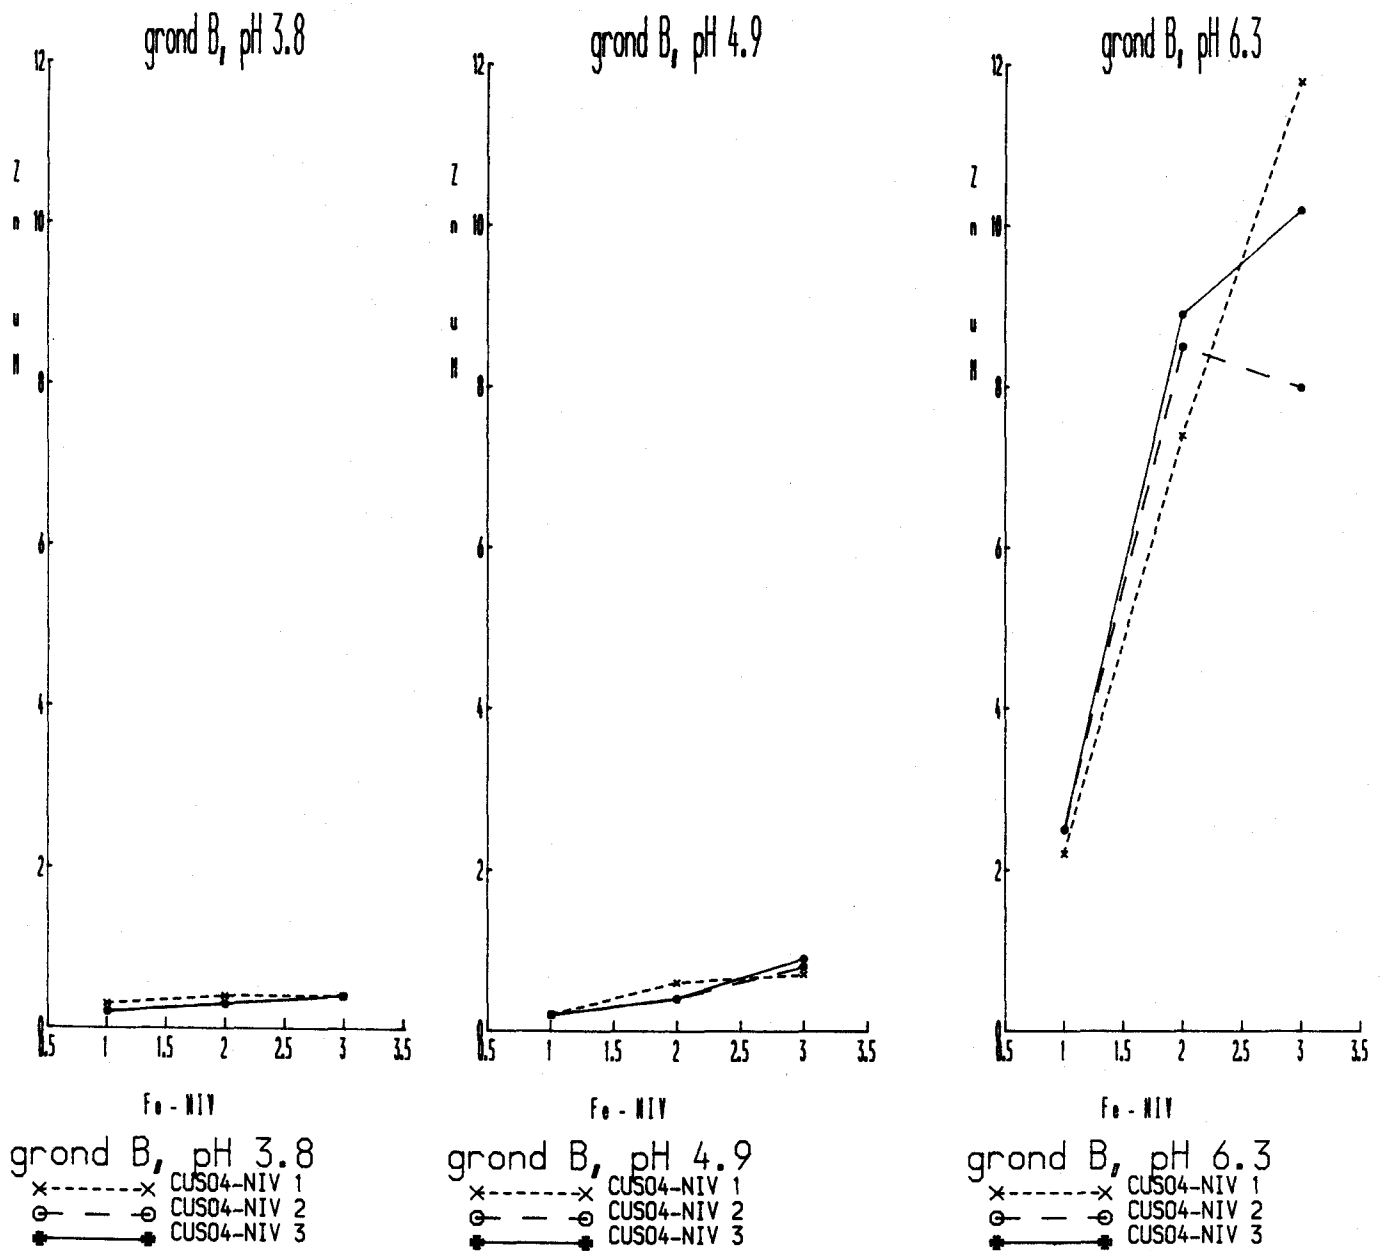 grond B, pH 3.8
12
10
8
6
4
2
0
Z
n
u
M
0.5 1 1.5 2 2.5 3 3.5
Fe - NIV
grond B, pH 3.8
CUSO4-NIV 1
CUSO4-NIV 2
CUSO4-NIV 3
grond B, pH 4.9
12
10
8
6
4
2
0
Z
n
u
M
0.5 1 1.5 2 2.5 3 3.5
Fe - NIV
grond B, pH 4.9
CUSO4-NIV 1
CUSO4-NIV 2
CUSO4-NIV 3
grond B, pH 6.3
12
10
8
6
4
2
0
Z
n
u
M
0.5 1 1.5 2 2.5 3 3.5
Fe - NIV
grond B, pH 6.3
CUSO4-NIV 1
CUSO4-NIV 2
CUSO4-NIV 3